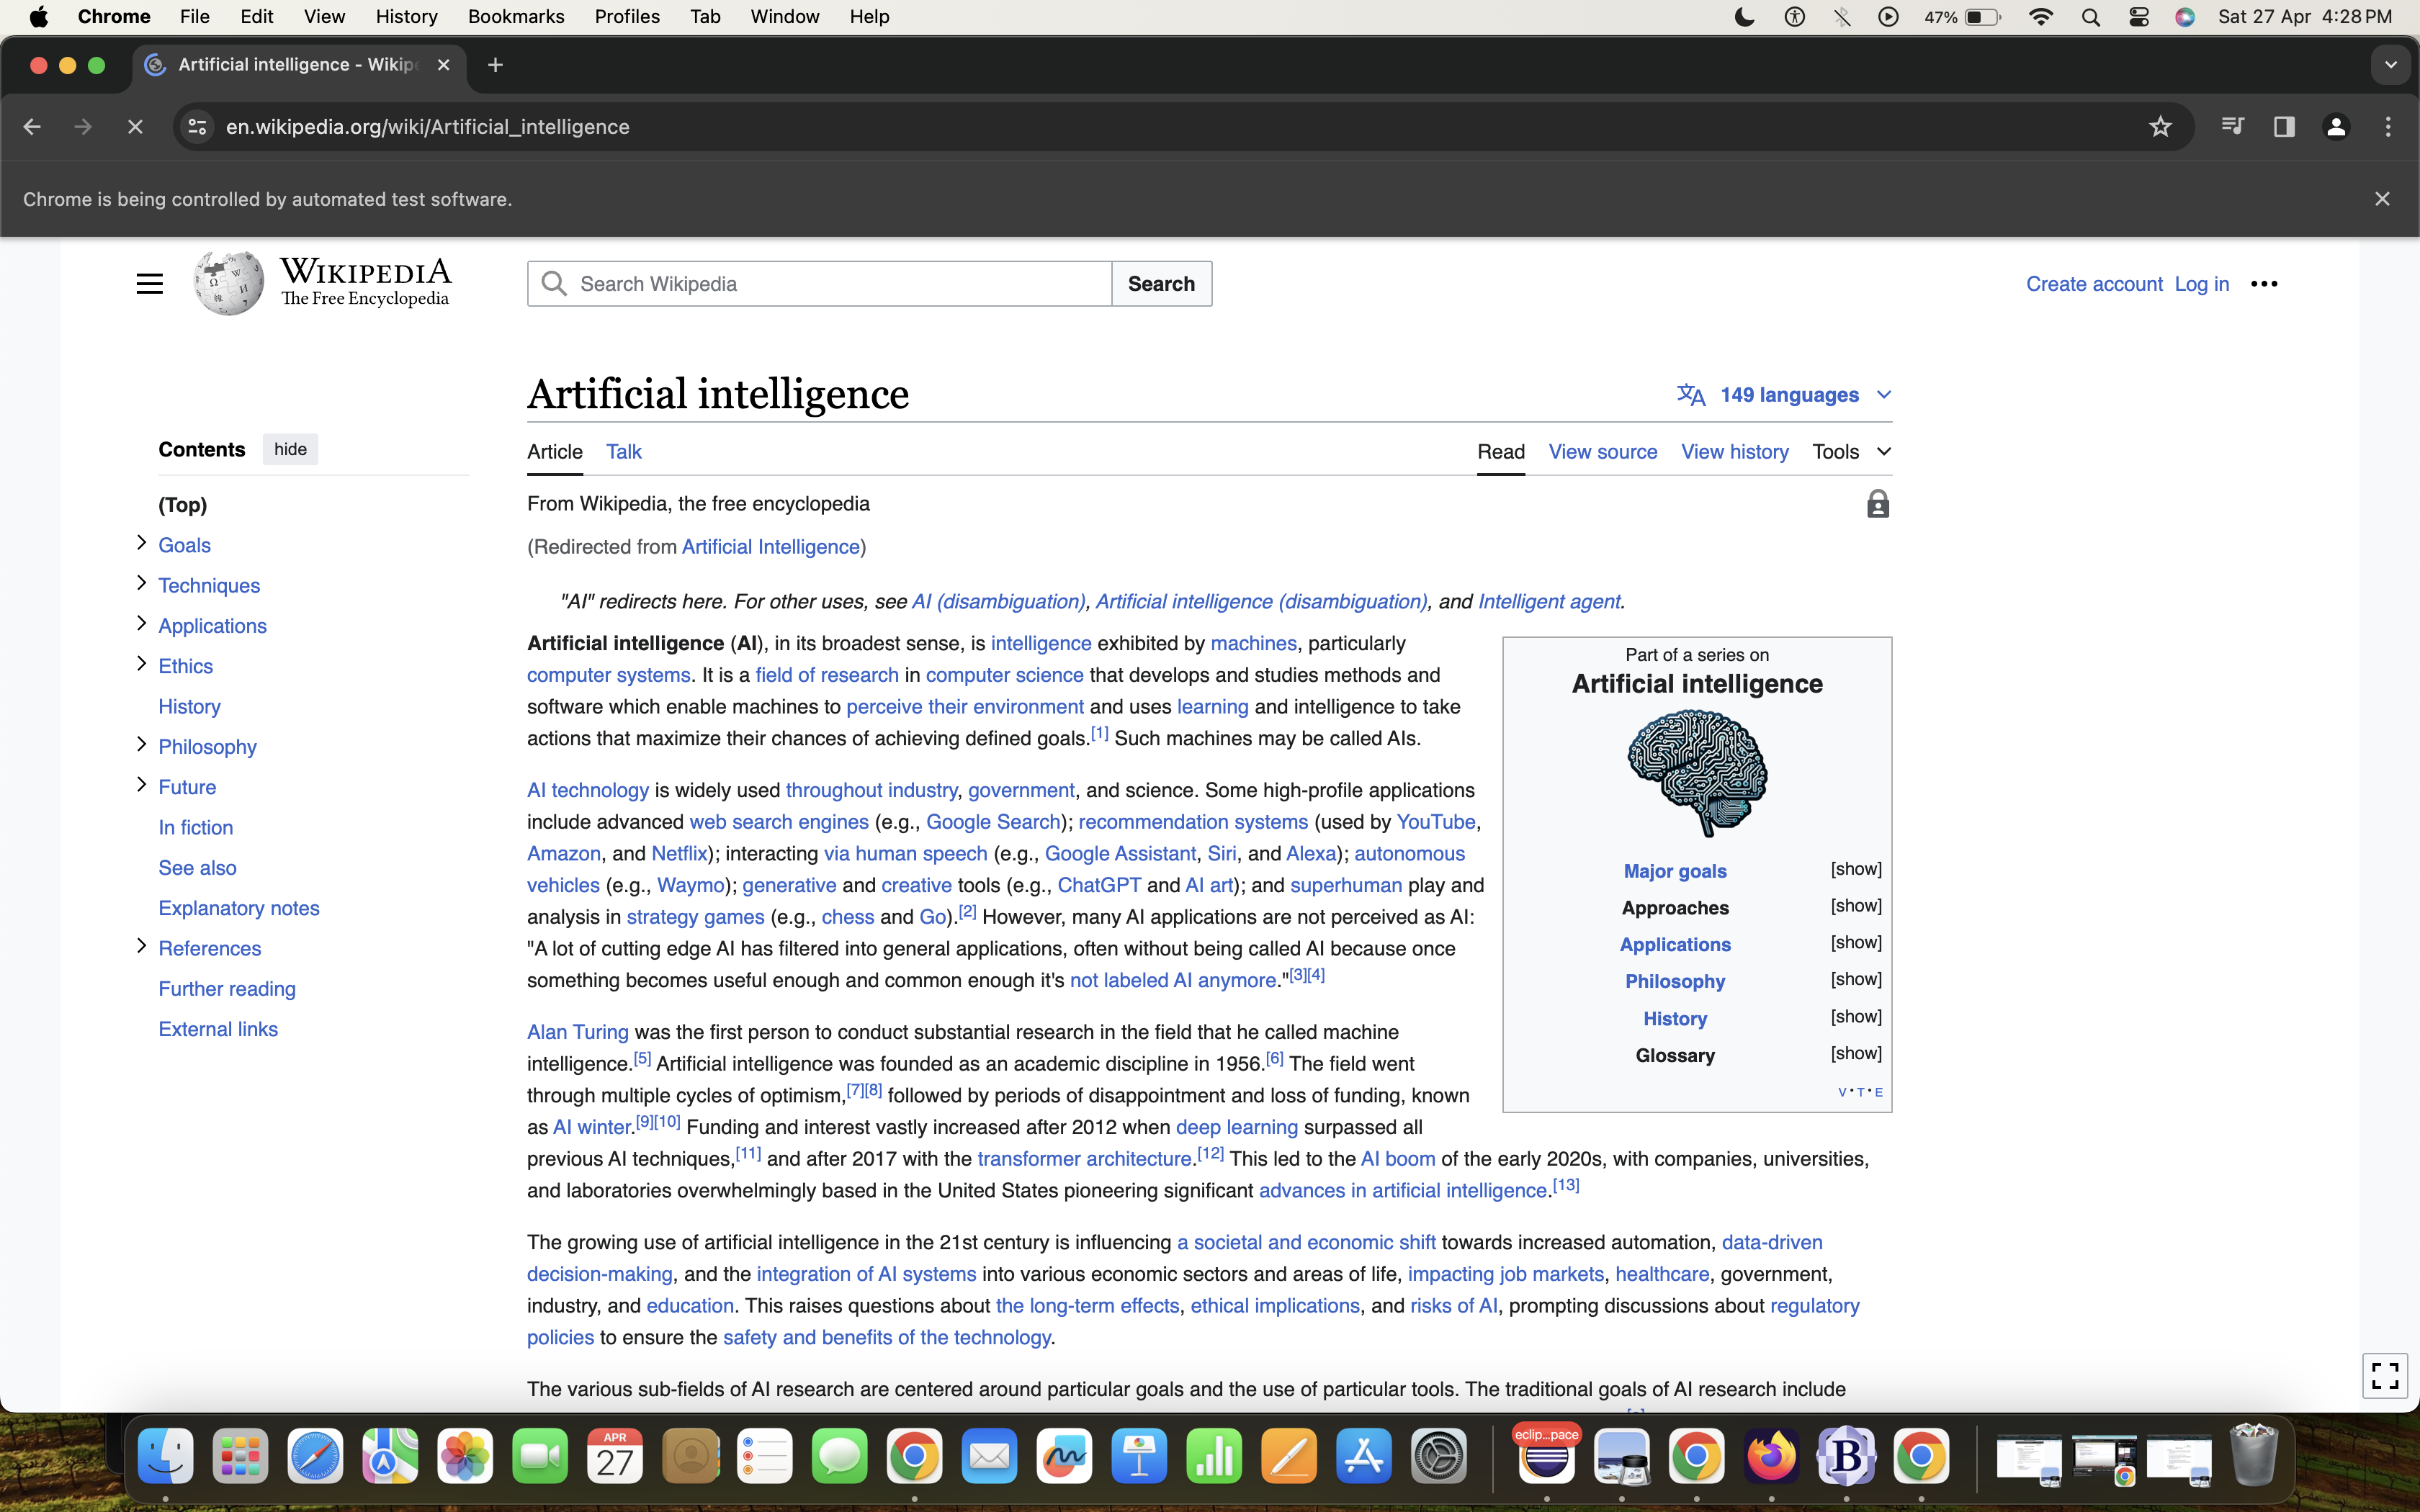 Chrome File Edit View History Bookmarks Profiles Tab Window Help 47% Sat 27 Apr 4:28 PM
Artificial intelligence - Wikip
en.wikipedia.org/wiki/Artificial_intelligence
Chrome is being controlled by automated test software.
WIKIPEDIA
The Free Encyclopedia
Search Wikipedia Search
Create account Log in
Artificial intelligence
149 languages
Contents hide
(Top)
Goals
Techniques
Applications
Ethics
History
Philosophy
Future
In fiction
See also
Explanatory notes
References
Further reading
External links
Article Talk Read View source View history Tools
From Wikipedia, the free encyclopedia
(Redirected from Artificial Intelligence)
"AI" redirects here. For other uses, see AI (disambiguation), Artificial intelligence (disambiguation), and Intelligent agent.
Artificial intelligence (AI), in its broadest sense, is intelligence exhibited by machines, particularly
computer systems. It is a field of research in computer science that develops and studies methods and
software which enable machines to perceive their environment and uses learning and intelligence to take
actions that maximize their chances of achieving defined goals.[1] Such machines may be called AIs.
AI technology is widely used throughout industry, government, and science. Some high-profile applications
include advanced web search engines (e.g., Google Search); recommendation systems (used by YouTube,
Amazon, and Netflix); interacting via human speech (e.g., Google Assistant, Siri, and Alexa); autonomous
vehicles (e.g., Waymo); generative and creative tools (e.g., ChatGPT and AI art); and superhuman play and
analysis in strategy games (e.g., chess and Go).[2] However, many AI applications are not perceived as AI:
"A lot of cutting edge AI has filtered into general applications, often without being called AI because once
something becomes useful enough and common enough it's not labeled AI anymore."[3][4]
Alan Turing was the first person to conduct substantial research in the field that he called machine
intelligence.[5] Artificial intelligence was founded as an academic discipline in 1956.[6] The field went
through multiple cycles of optimism,[7][8] followed by periods of disappointment and loss of funding, known
as AI winter.[9][10] Funding and interest vastly increased after 2012 when deep learning surpassed all
previous AI techniques,[11] and after 2017 with the transformer architecture.[12] This led to the AI boom of the early 2020s, with companies, universities,
and laboratories overwhelmingly based in the United States pioneering significant advances in artificial intelligence.[13]
The growing use of artificial intelligence in the 21st century is influencing a societal and economic shift towards increased automation, data-driven
decision-making, and the integration of AI systems into various economic sectors and areas of life, impacting job markets, healthcare, government,
industry, and education. This raises questions about the long-term effects, ethical implications, and risks of AI, prompting discussions about regulatory
policies to ensure the safety and benefits of the technology.
The various sub-fields of AI research are centered around particular goals and the use of particular tools. The traditional goals of AI research include
Part of a series on
Artificial intelligence
Major goals [show]
Approaches [show]
Applications [show]
Philosophy [show]
History [show]
Glossary [show]
V • T • E
APR
27
eclip...pace
B